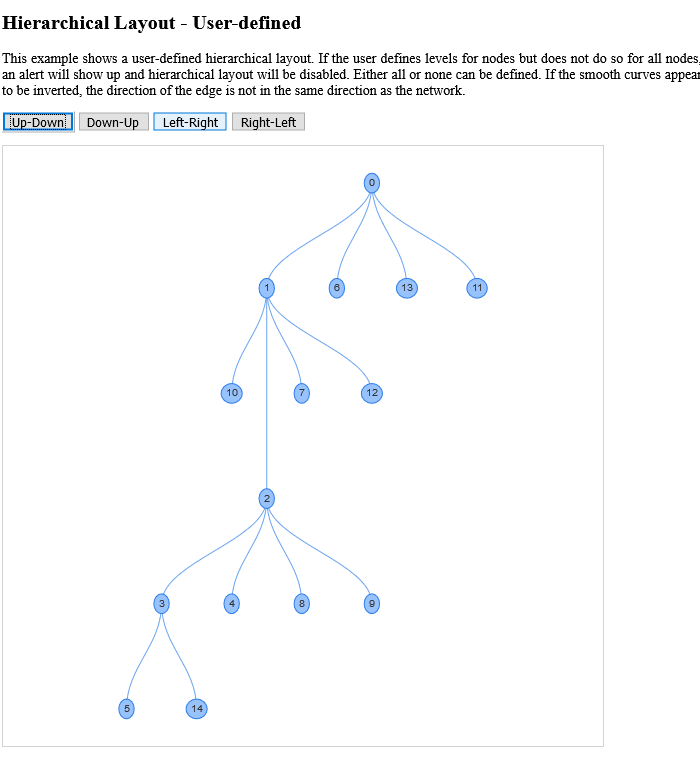 Hierarchical Layout - User-defined
This example shows a user-defined hierarchical layout. If the user defines levels for nodes but does not do so for all nodes,
an alert will show up and hierarchical layout will be disabled. Either all or none can be defined. If the smooth curves appear
to be inverted, the direction of the edge is not in the same direction as the network.
Up-Down Down-Up Left-Right Right-Left
0
1 6 13 11
10 7 12
2
3 4 8 9
5 14